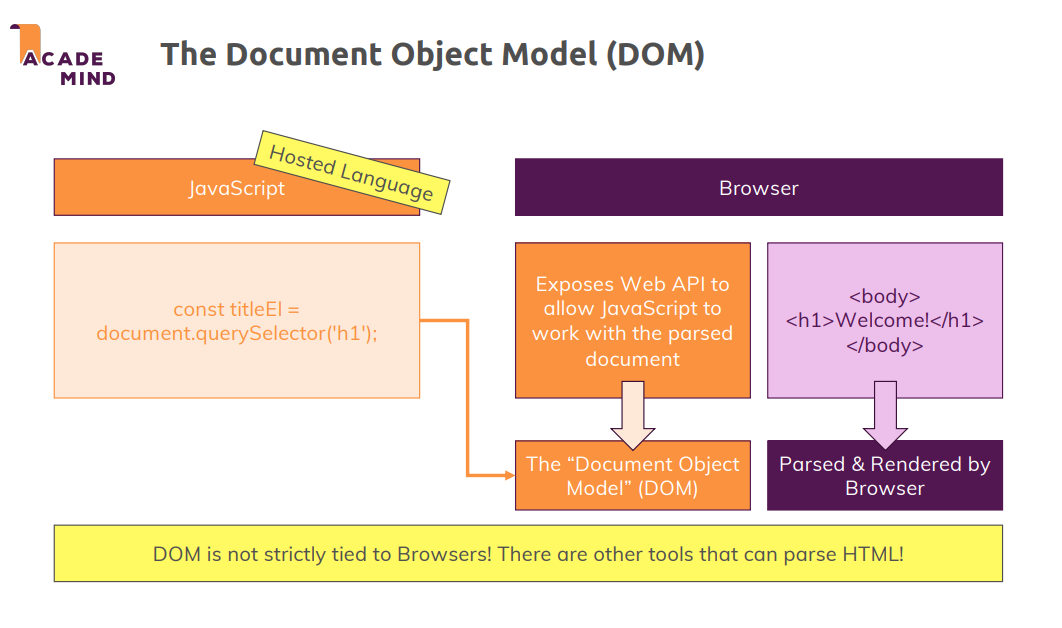 ACADE
MIND
The Document Object Model (DOM)
Hosted Language
JavaScript
Browser
const titleEl =
document.querySelector('h1');
Exposes Web API to
allow JavaScript to
work with the parsed
document
<body>
<h1>Welcome!</h1>
</body>
The “Document Object
Model” (DOM)
Parsed & Rendered by
Browser
DOM is not strictly tied to Browsers! There are other tools that can parse HTML!